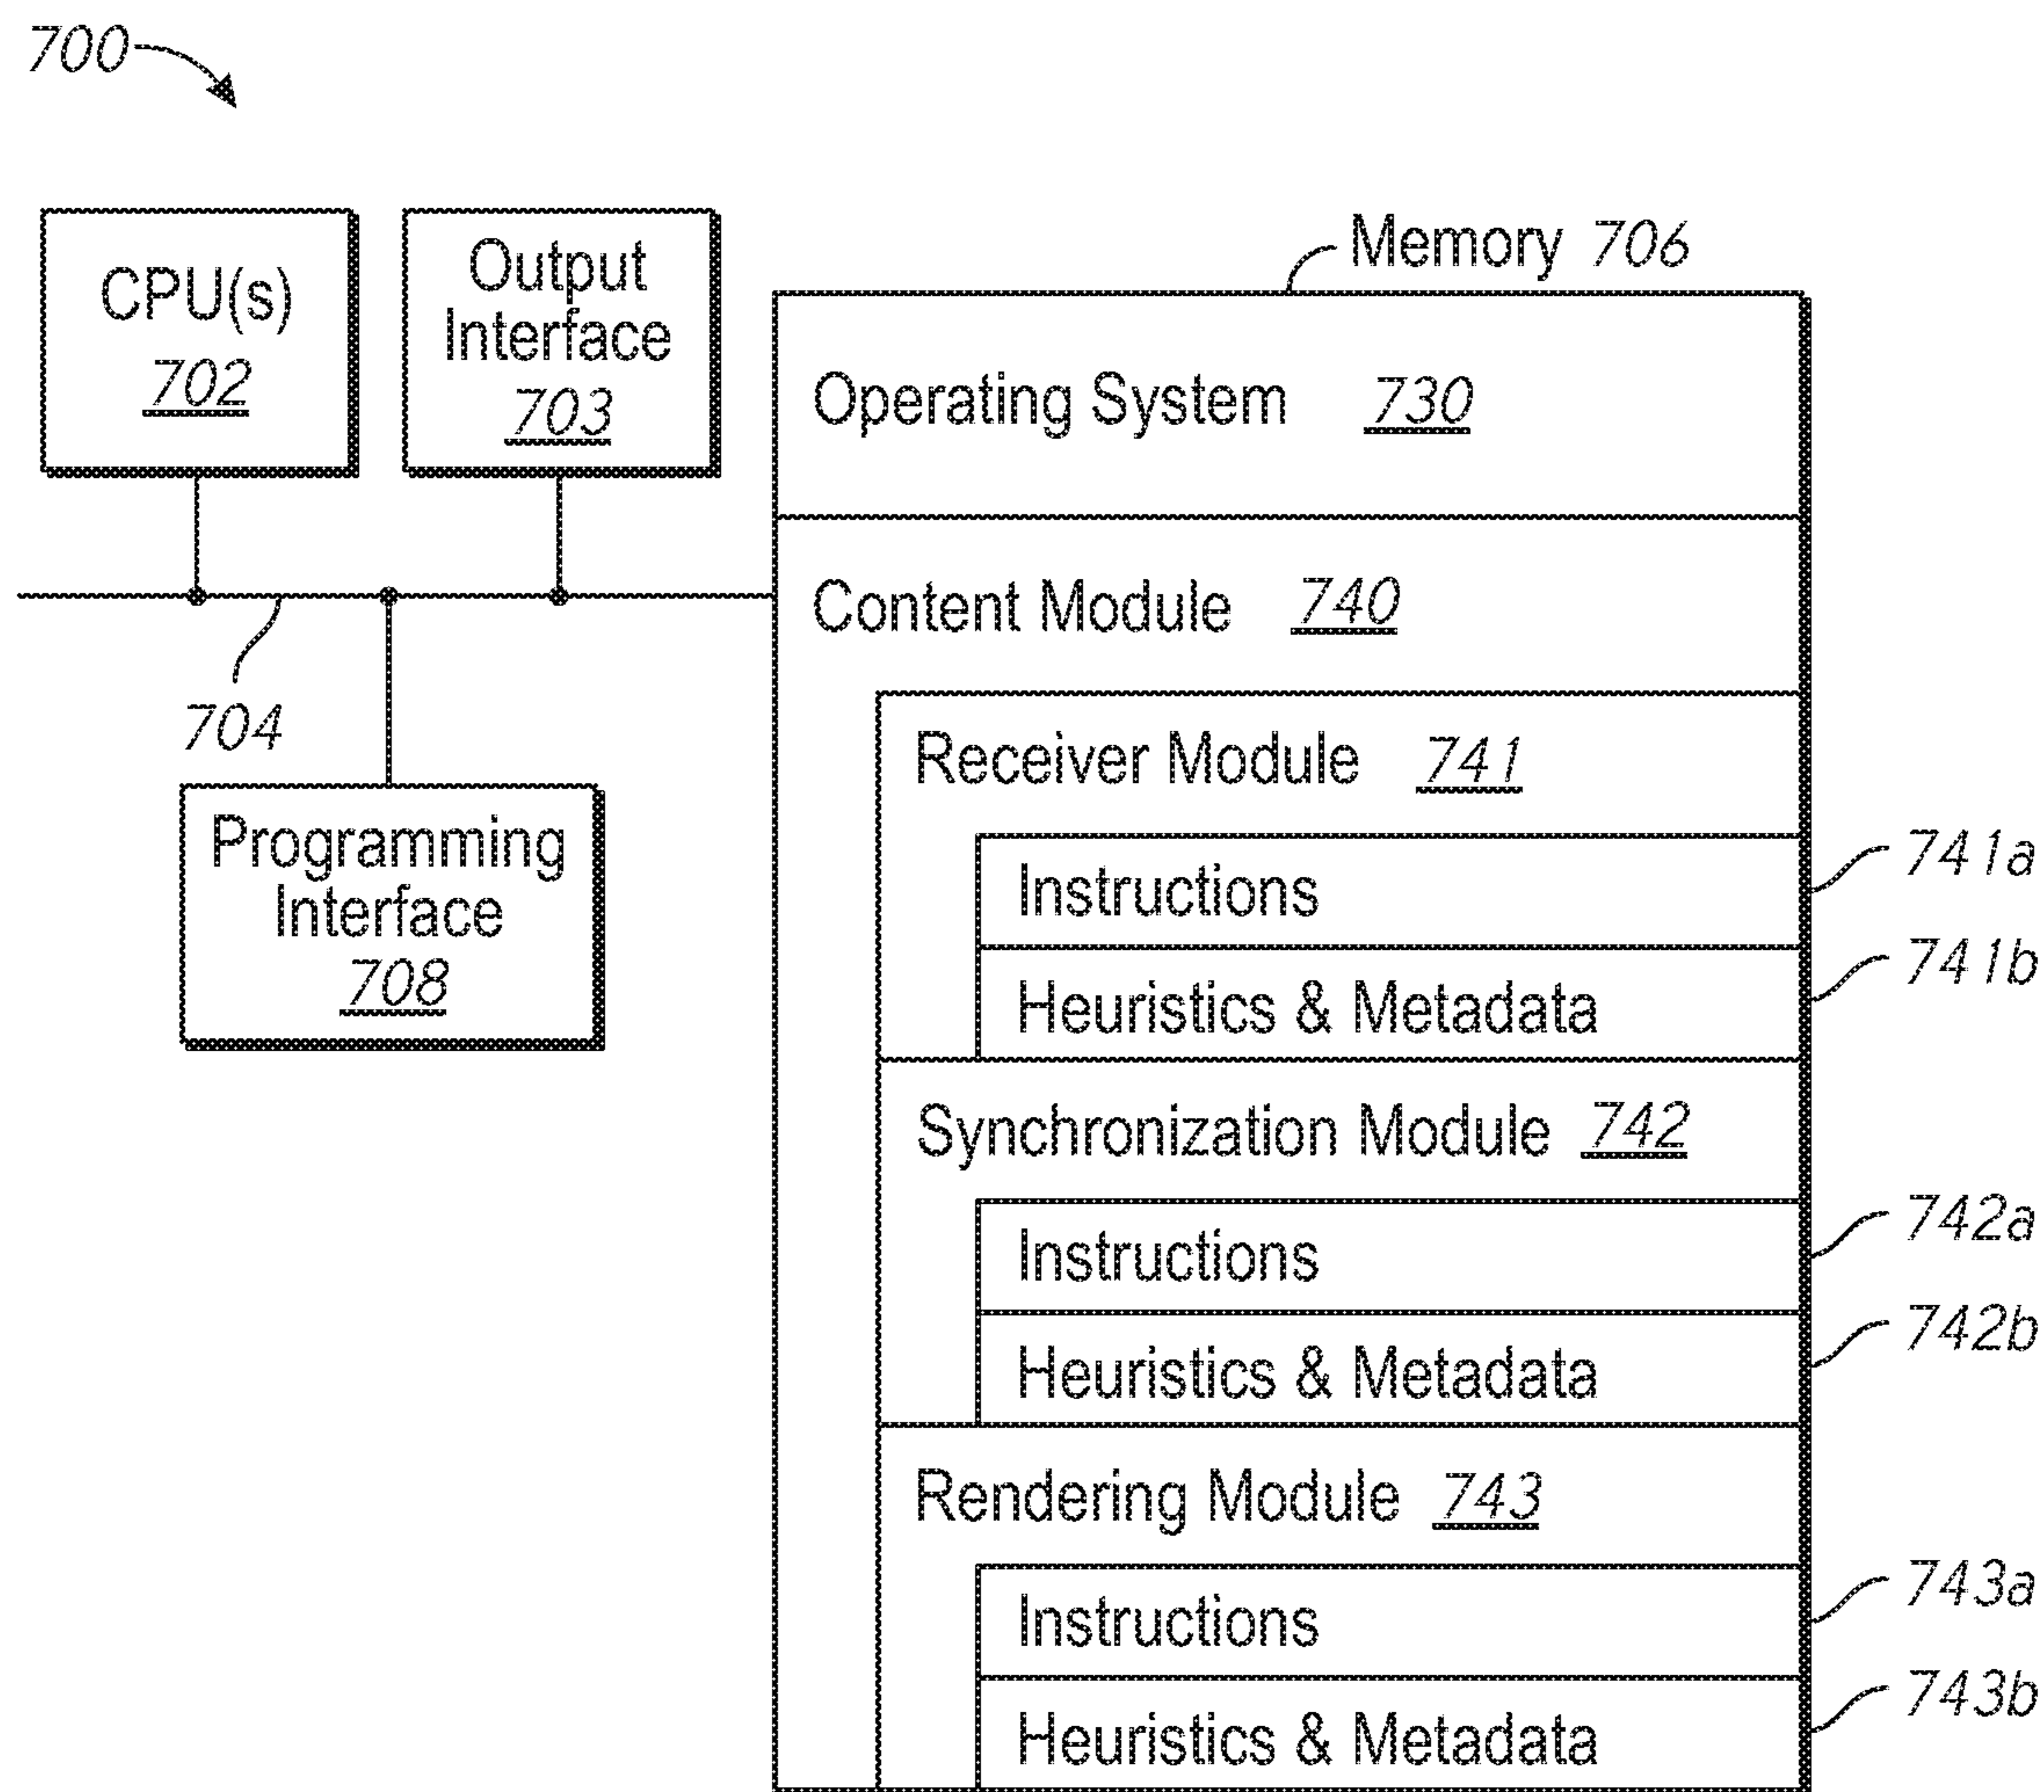 700
CPU(s)
702
Output
Interface
703
Memory 706
Operating System 730
Content Module 740
704
Programming
Interface
708
Receiver Module 741
Instructions 741a
Heuristics & Metadata 741b
Synchronization Module 742
Instructions 742a
Heuristics & Metadata 742b
Rendering Module 743
Instructions 743a
Heuristics & Metadata 743b